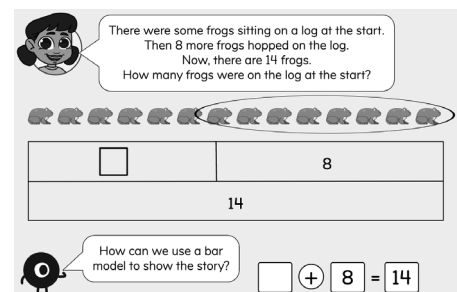 There were some frogs sitting on a log at the start.
Then 8 more frogs hopped on the log.
Now, there are 14 frogs.
How many frogs were on the log at the start?
8
14
How can we use a bar
model to show the story?
+ 8 = 14